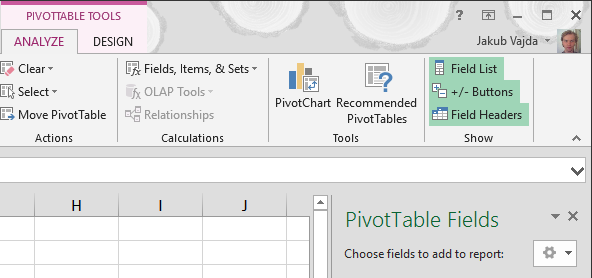 PIVOTTABLE TOOLS
?
ANALYZE DESIGN Jakub Vajda
Clear Fields, Items, & Sets Field List
Select OLAP Tools PivotChart Recommended PivotTables +/- Buttons
Move PivotTable Relationships Field Headers
Actions Calculations Tools Show
H I J PivotTable Fields
Choose fields to add to report: